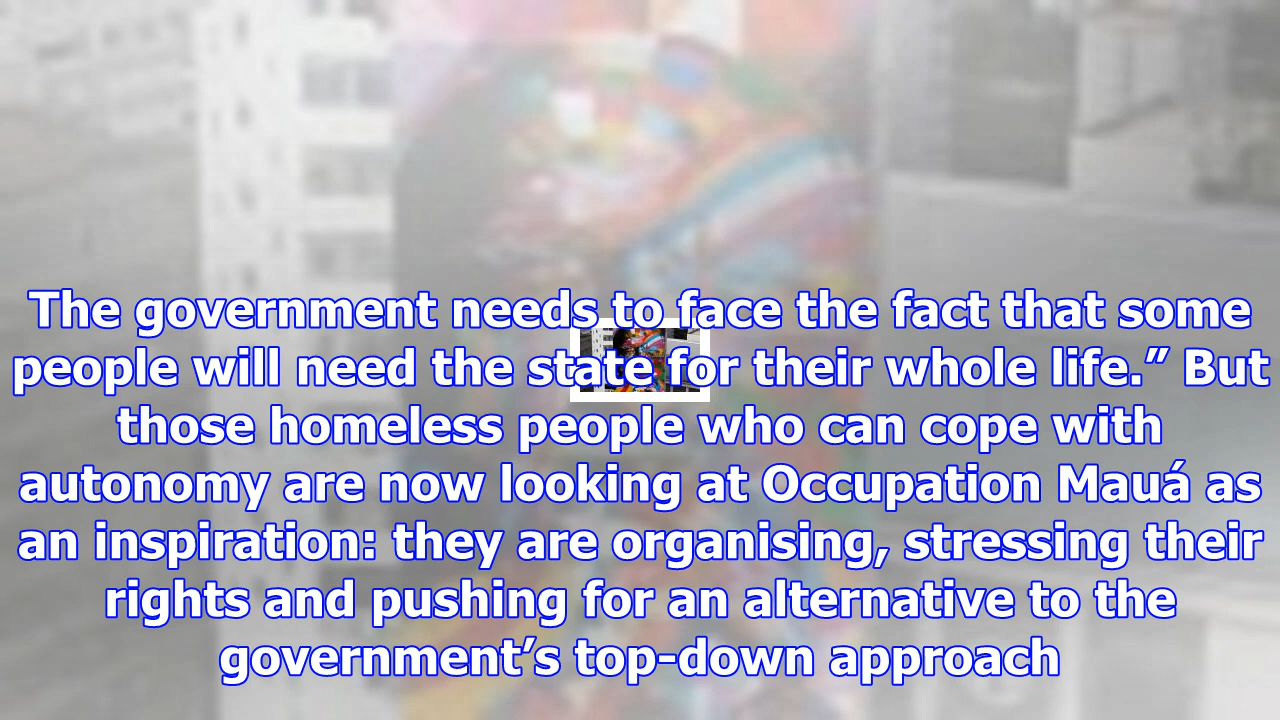 The government needs to face the fact that some
people will need the state for their whole life.” But
those homeless people who can cope with
autonomy are now looking at Occupation Mauá as
an inspiration: they are organising, stressing their
rights and pushing for an alternative to the
government’s top-down approach